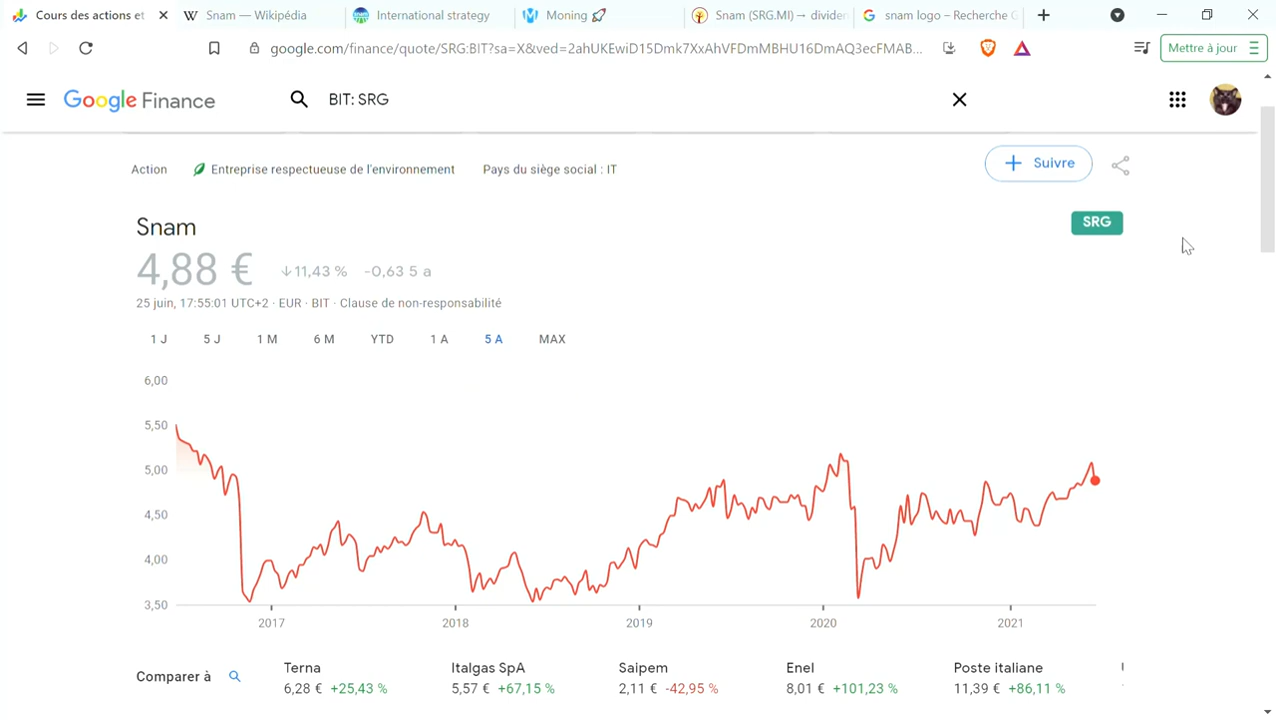 Cours des actions et
Snam — Wikipédia
International strategy
Moning 🚀
Snam (SRG.MI) → dividen
snam logo – Recherche G
google.com/finance/quote/SRG:BIT?sa=X&ved=2ahUKEwiD15Dmk7XxAhVFDmMBHU16DmAQ3ecFMAB...
Mettre à jour
Google Finance
BIT: SRG
Action
Entreprise respectueuse de l'environnement
Pays du siège social : IT
Suivre
Snam
SRG
4,88 €
↓11,43 % -0,63 5 a
25 juin, 17:55:01 UTC+2 · EUR · BIT · Clause de non-responsabilité
1 J 5 J 1 M 6 M YTD 1 A 5 A MAX
6,00
5,50
5,00
4,50
4,00
3,50
2017 2018 2019 2020 2021
Comparer à
Terna
6,28 € +25,43 %
Italgas SpA
5,57 € +67,15 %
Saipem
2,11 € -42,95 %
Enel
8,01 € +101,23 %
Poste italiane
11,39 € +86,11 %